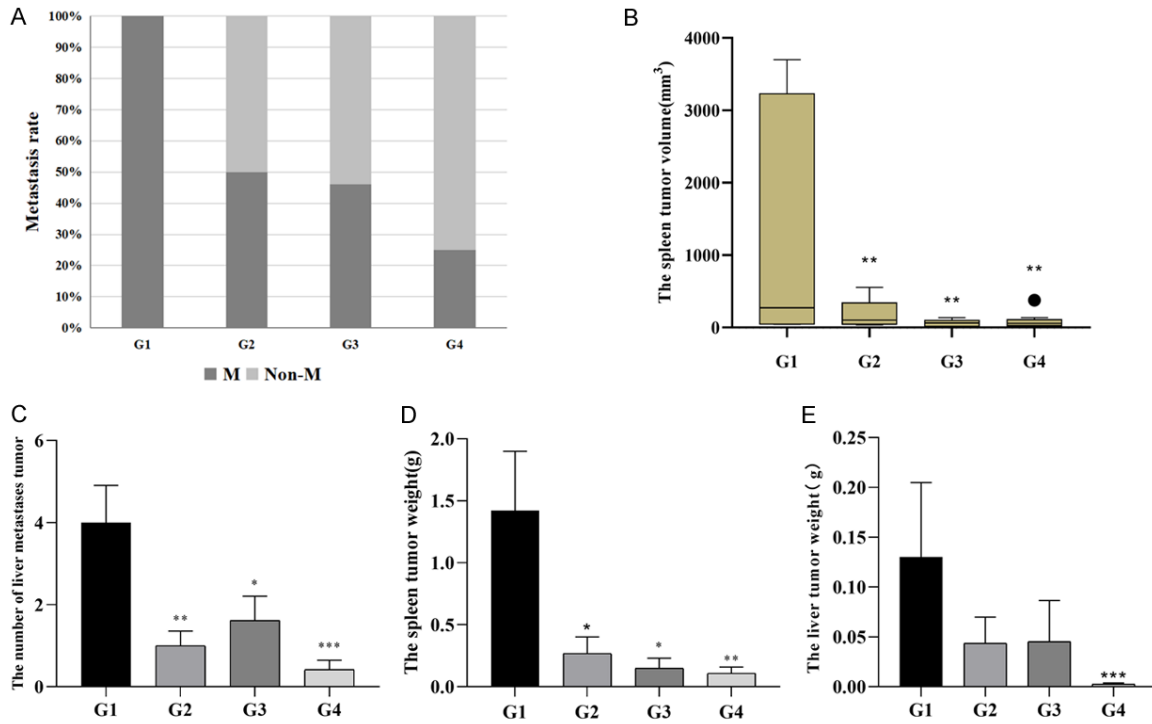 A
Metastasis rate
100%
90%
80%
70%
60%
50%
40%
30%
20%
10%
0%
G1 G2 G3 G4
M Non-M
B
The spleen tumor volume(mm³)
4000
3000
2000
1000
0
** ** **
G1 G2 G3 G4
C
The number of liver metastases tumor
6
4
2
0
** * ***
G1 G2 G3 G4
D
The spleen tumor weight(g)
2.0
1.5
1.0
0.5
0.0
* * **
G1 G2 G3 G4
E
The liver tumor weight( g)
0.25
0.20
0.15
0.10
0.05
0.00
***
G1 G2 G3 G4